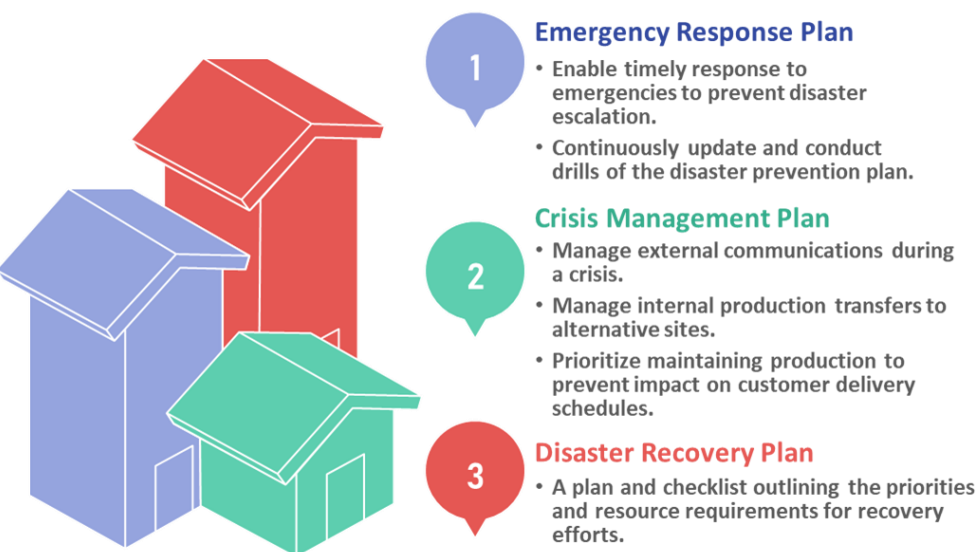 1
Emergency Response Plan
• Enable timely response to
emergencies to prevent disaster
escalation.
• Continuously update and conduct
drills of the disaster prevention plan.
2
Crisis Management Plan
• Manage external communications during
a crisis.
• Manage internal production transfers to
alternative sites.
• Prioritize maintaining production to
prevent impact on customer delivery
schedules.
3
Disaster Recovery Plan
• A plan and checklist outlining the priorities
and resource requirements for recovery
efforts.